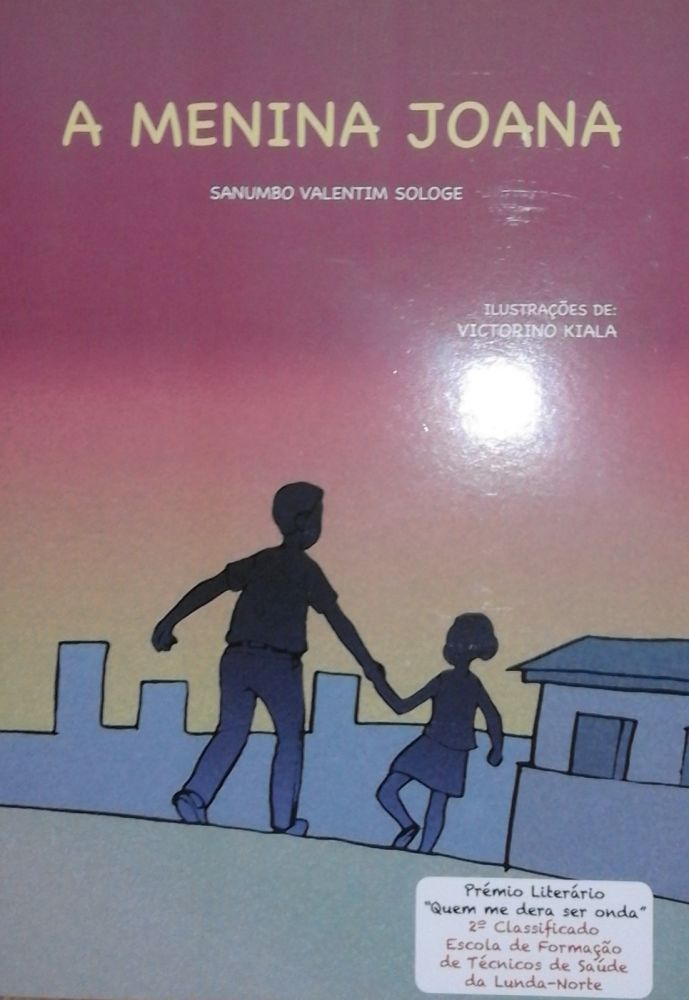 A MENINA JOANA
SANUMBO VALENTIM SOLOGE
ILUSTRAÇÕES DE:
VICTORINO KIALA
Prémio Literário
"Quem me dera ser onda"
2º Classificado
Escola de Formação
de Técnicos de Saúde
da Lunda-Norte